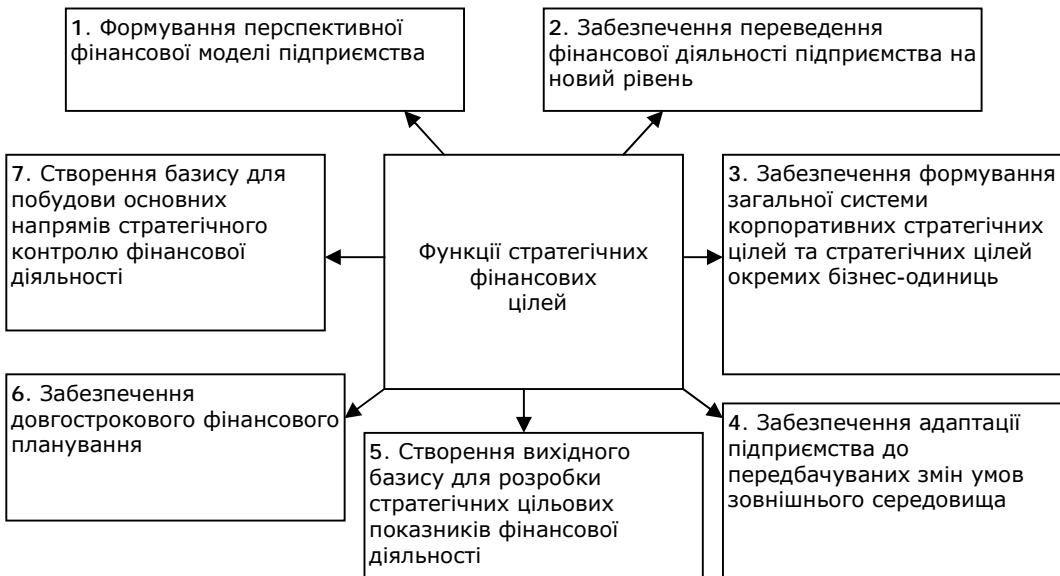 1. Формування перспективної
фінансової моделі підприємства
2. Забезпечення переведення
фінансової діяльності підприємства на
новий рівень
7. Створення базису для
побудови основних
напрямів стратегічного
контролю фінансової
діяльності
Функції стратегічних
фінансових
цілей
3. Забезпечення формування
загальної системи
корпоративних стратегічних
цілей та стратегічних цілей
окремих бізнес-одиниць
6. Забезпечення
довгострокового фінансового
планування
5. Створення вихідного
базису для розробки
стратегічних цільових
показників фінансової
діяльності
4. Забезпечення адаптації
підприємства до
передбачуваних змін умов
зовнішнього середовища